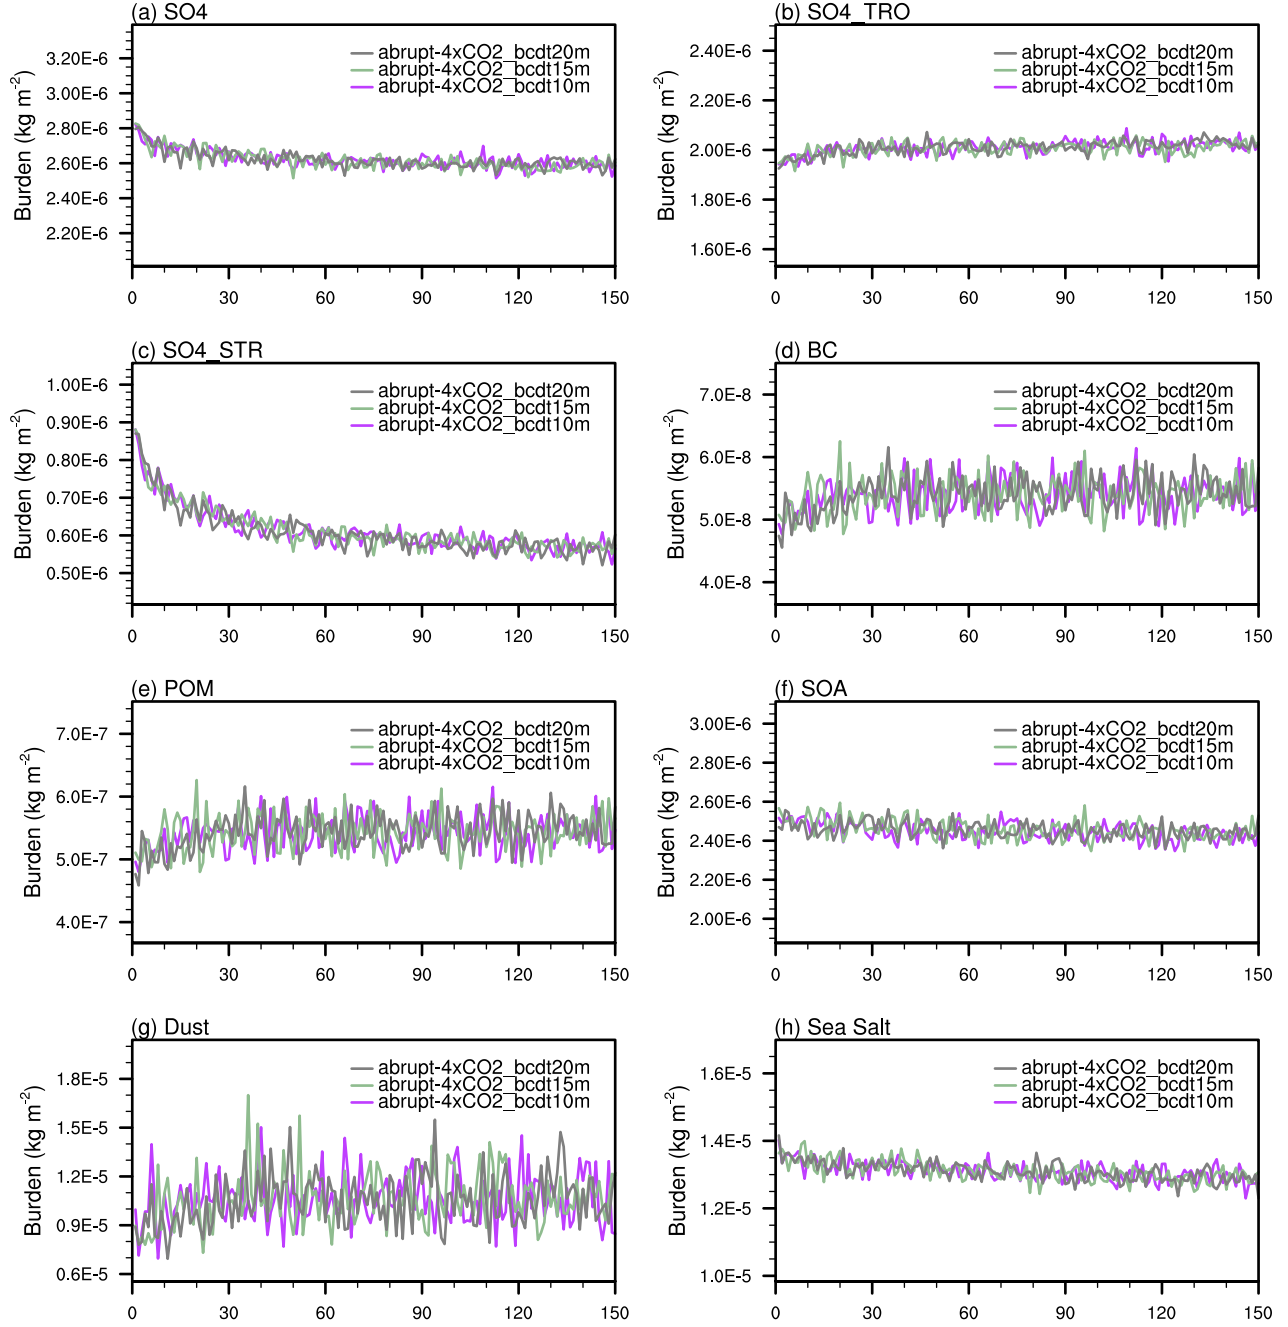 (a) SO4
abrupt-4xCO2_bcdt20m
abrupt-4xCO2_bcdt15m
abrupt-4xCO2_bcdt10m
Burden (kg m-2)
3.20E-6
3.00E-6
2.80E-6
2.60E-6
2.40E-6
2.20E-6
0 30 60 90 120 150
(b) SO4_TRO
abrupt-4xCO2_bcdt20m
abrupt-4xCO2_bcdt15m
abrupt-4xCO2_bcdt10m
Burden (kg m-2)
2.40E-6
2.20E-6
2.00E-6
1.80E-6
1.60E-6
0 30 60 90 120 150
(c) SO4_STR
abrupt-4xCO2_bcdt20m
abrupt-4xCO2_bcdt15m
abrupt-4xCO2_bcdt10m
Burden (kg m-2)
1.00E-6
0.90E-6
0.80E-6
0.70E-6
0.60E-6
0.50E-6
0 30 60 90 120 150
(d) BC
abrupt-4xCO2_bcdt20m
abrupt-4xCO2_bcdt15m
abrupt-4xCO2_bcdt10m
Burden (kg m-2)
7.0E-8
6.0E-8
5.0E-8
4.0E-8
0 30 60 90 120 150
(e) POM
abrupt-4xCO2_bcdt20m
abrupt-4xCO2_bcdt15m
abrupt-4xCO2_bcdt10m
Burden (kg m-2)
7.0E-7
6.0E-7
5.0E-7
4.0E-7
0 30 60 90 120 150
(f) SOA
abrupt-4xCO2_bcdt20m
abrupt-4xCO2_bcdt15m
abrupt-4xCO2_bcdt10m
Burden (kg m-2)
3.00E-6
2.80E-6
2.60E-6
2.40E-6
2.20E-6
2.00E-6
0 30 60 90 120 150
(g) Dust
abrupt-4xCO2_bcdt20m
abrupt-4xCO2_bcdt15m
abrupt-4xCO2_bcdt10m
Burden (kg m-2)
1.8E-5
1.5E-5
1.2E-5
0.9E-5
0.6E-5
0 30 60 90 120 150
(h) Sea Salt
abrupt-4xCO2_bcdt20m
abrupt-4xCO2_bcdt15m
abrupt-4xCO2_bcdt10m
Burden (kg m-2)
1.6E-5
1.4E-5
1.2E-5
1.0E-5
0 30 60 90 120 150